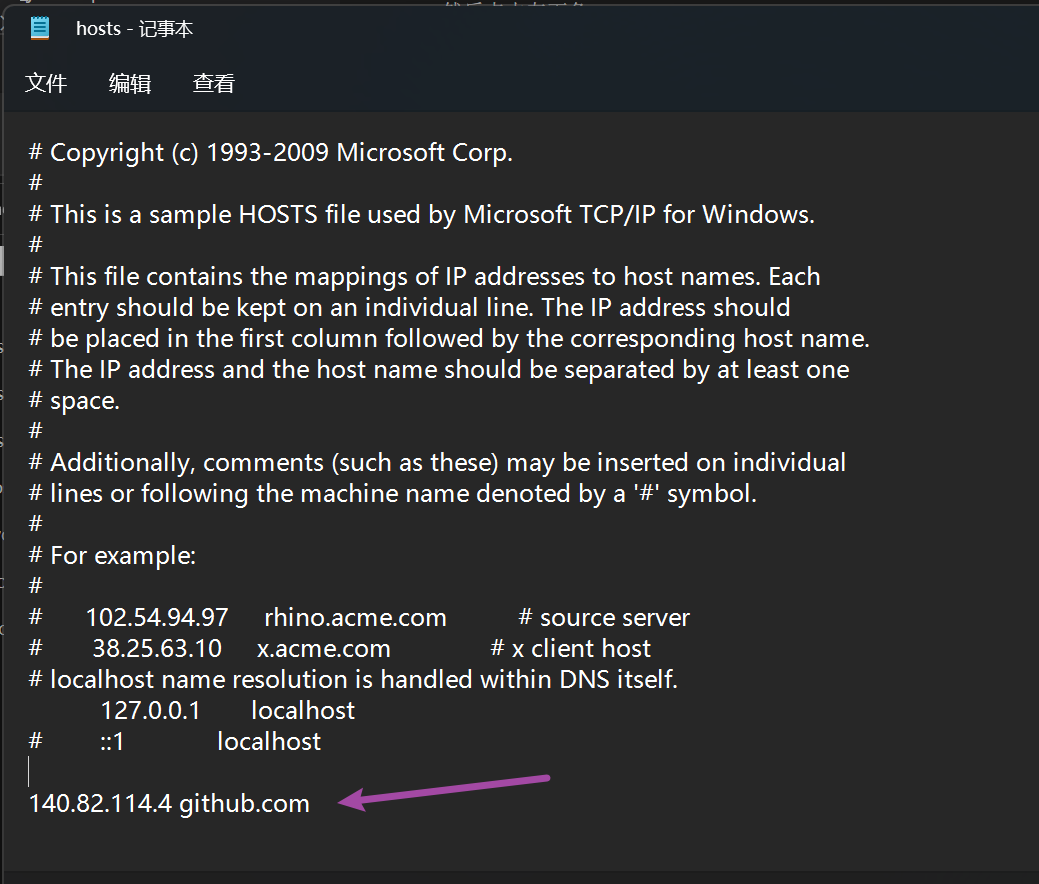 hosts - 记事本
文件 编辑 查看
# Copyright (c) 1993-2009 Microsoft Corp.
#
# This is a sample HOSTS file used by Microsoft TCP/IP for Windows.
#
# This file contains the mappings of IP addresses to host names. Each
# entry should be kept on an individual line. The IP address should
# be placed in the first column followed by the corresponding host name.
# The IP address and the host name should be separated by at least one
# space.
#
# Additionally, comments (such as these) may be inserted on individual
# lines or following the machine name denoted by a '#' symbol.
#
# For example:
#
# 102.54.94.97 rhino.acme.com # source server
# 38.25.63.10 x.acme.com # x client host
# localhost name resolution is handled within DNS itself.
127.0.0.1 localhost
# ::1 localhost
140.82.114.4 github.com